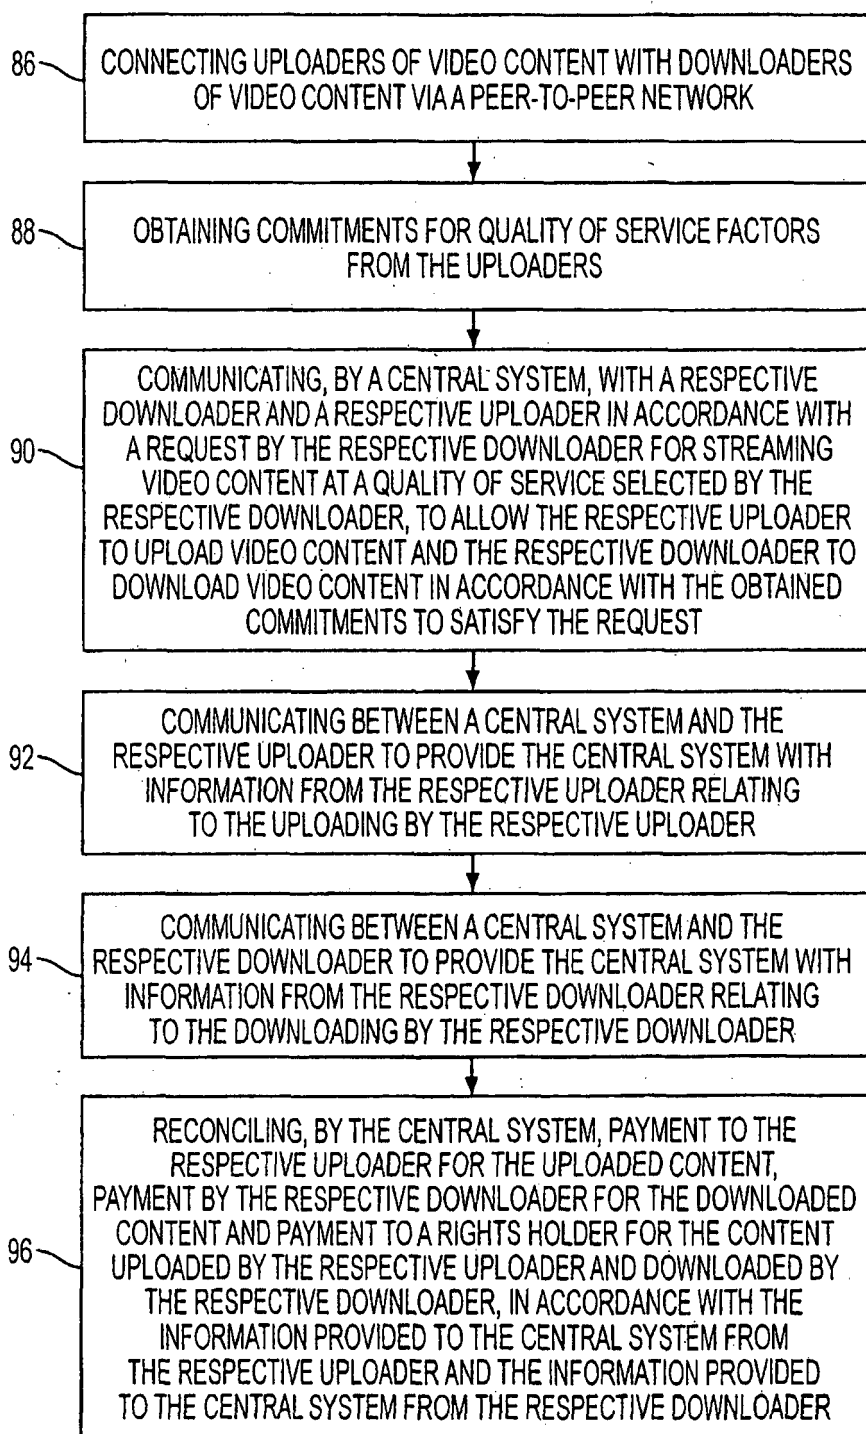 86
CONNECTING UPLOADERS OF VIDEO CONTENT WITH DOWNLOADERS
OF VIDEO CONTENT VIA A PEER-TO-PEER NETWORK
88
OBTAINING COMMITMENTS FOR QUALITY OF SERVICE FACTORS
FROM THE UPLOADERS
90
COMMUNICATING, BY A CENTRAL SYSTEM, WITH A RESPECTIVE
DOWNLOADER AND A RESPECTIVE UPLOADER IN ACCORDANCE WITH
A REQUEST BY THE RESPECTIVE DOWNLOADER FOR STREAMING
VIDEO CONTENT AT A QUALITY OF SERVICE SELECTED BY THE
RESPECTIVE DOWNLOADER, TO ALLOW THE RESPECTIVE UPLOADER
TO UPLOAD VIDEO CONTENT AND THE RESPECTIVE DOWNLOADER TO
DOWNLOAD VIDEO CONTENT IN ACCORDANCE WITH THE OBTAINED
COMMITMENTS TO SATISFY THE REQUEST
92
COMMUNICATING BETWEEN A CENTRAL SYSTEM AND THE
RESPECTIVE UPLOADER TO PROVIDE THE CENTRAL SYSTEM WITH
INFORMATION FROM THE RESPECTIVE UPLOADER RELATING
TO THE UPLOADING BY THE RESPECTIVE UPLOADER
94
COMMUNICATING BETWEEN A CENTRAL SYSTEM AND THE
RESPECTIVE DOWNLOADER TO PROVIDE THE CENTRAL SYSTEM WITH
INFORMATION FROM THE RESPECTIVE DOWNLOADER RELATING
TO THE DOWNLOADING BY THE RESPECTIVE DOWNLOADER
96
RECONCILING, BY THE CENTRAL SYSTEM, PAYMENT TO THE
RESPECTIVE UPLOADER FOR THE UPLOADED CONTENT,
PAYMENT BY THE RESPECTIVE DOWNLOADER FOR THE DOWNLOADED
CONTENT AND PAYMENT TO A RIGHTS HOLDER FOR THE CONTENT
UPLOADED BY THE RESPECTIVE UPLOADER AND DOWNLOADED BY
THE RESPECTIVE DOWNLOADER, IN ACCORDANCE WITH THE
INFORMATION PROVIDED TO THE CENTRAL SYSTEM FROM
THE RESPECTIVE UPLOADER AND THE INFORMATION PROVIDED
TO THE CENTRAL SYSTEM FROM THE RESPECTIVE DOWNLOADER